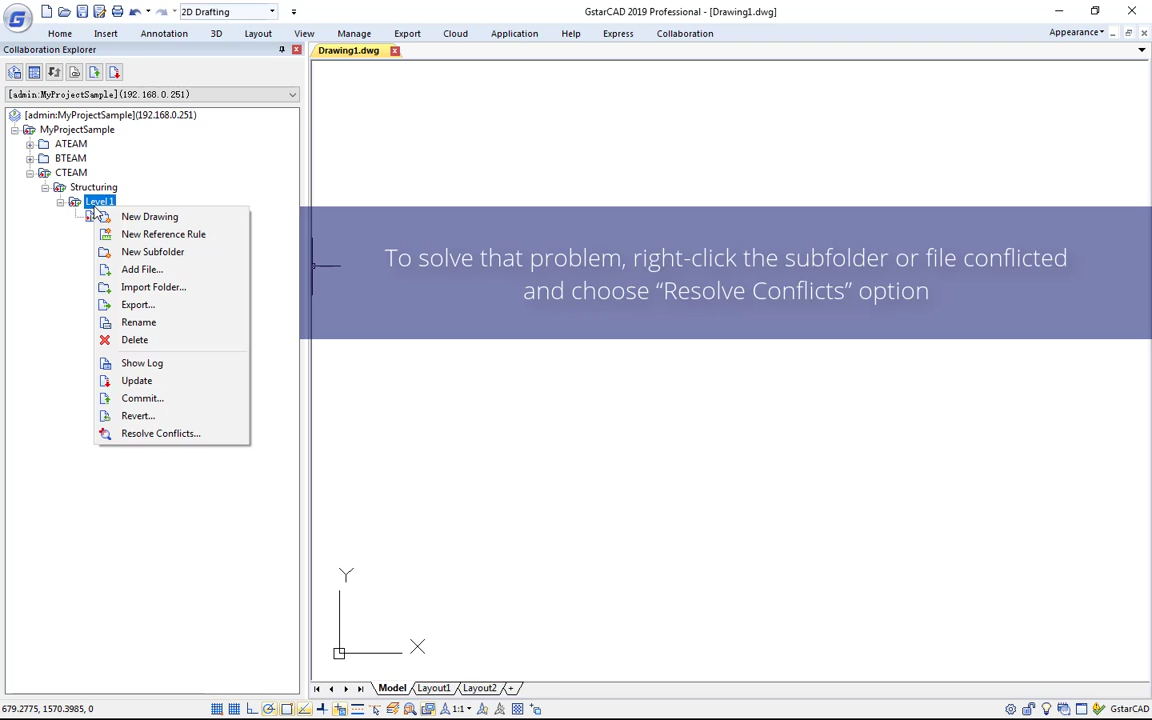 2D Drafting
GstarCAD 2019 Professional - [Drawing1.dwg]
Home Insert Annotation 3D Layout View Manage Export Cloud Application Help Express Collaboration
Appearance
Collaboration Explorer
Drawing1.dwg
[admin:MyProjectSample](192.168.0.251)
[admin:MyProjectSample](192.168.0.251)
MyProjectSample
ATEAM
BTEAM
CTEAM
Structuring
Level 1
New Drawing
New Reference Rule
New Subfolder
Add File...
Import Folder...
Export...
Rename
Delete
Show Log
Update
Commit...
Revert...
Resolve Conflicts...
To solve that problem, right-click the subfolder or file conflicted
and choose “Resolve Conflicts” option
Y
X
Model Layout1 Layout2 +
679.2775, 1570.3985, 0
1:1
GstarCAD